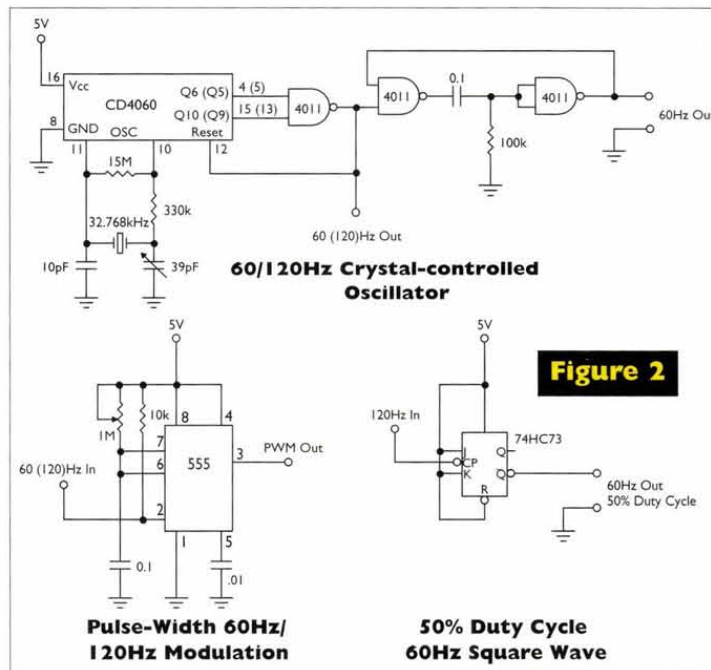 5V
16
Vcc
CD4060
Q6 (Q5)
4 (5)
Q10 (Q9)
15 (13)
8
GND
OSC
Reset
11
10
12
4011
4011
0.1
4011
100k
60Hz Out
15M
330k
32.768kHz
10pF
39pF
60 (120)Hz Out
60/120Hz Crystal-controlled
Oscillator
5V
1M
10k
8
4
7
6
555
3
PWM Out
60 (120)Hz In
2
1
5
0.1
.01
Pulse-Width 60Hz/
120Hz Modulation
5V
Figure 2
120Hz In
74HC73
J
Q
CP
K
Q
R
60Hz Out
50% Duty Cycle
50% Duty Cycle
60Hz Square Wave